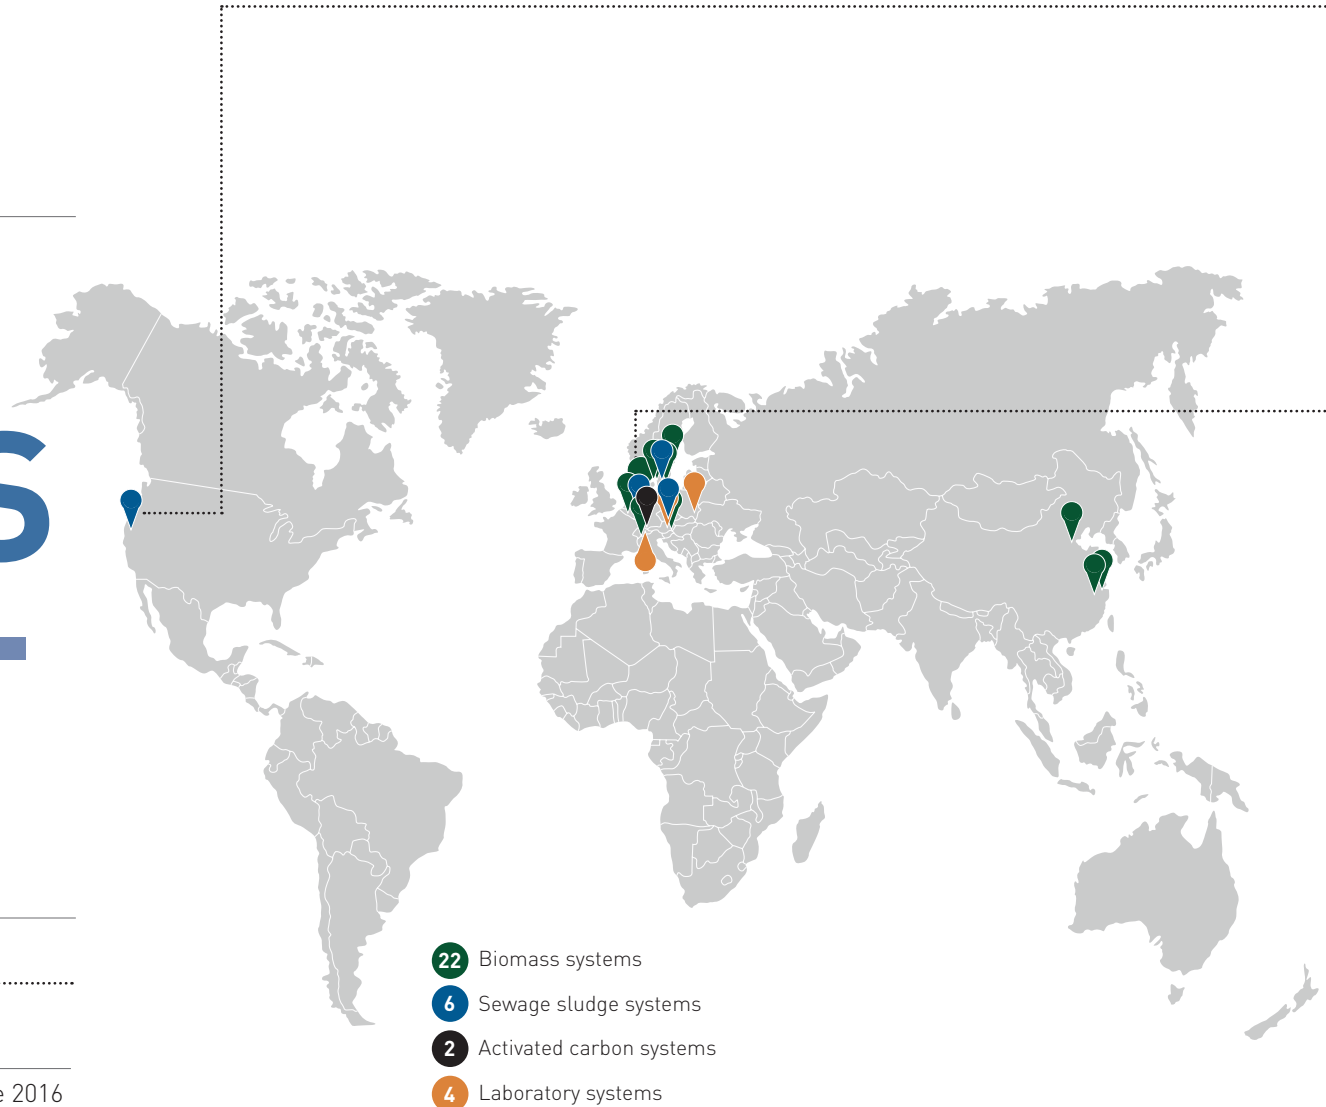 S
22 Biomass systems
6 Sewage sludge systems
2 Activated carbon systems
4 Laboratory systems
2016